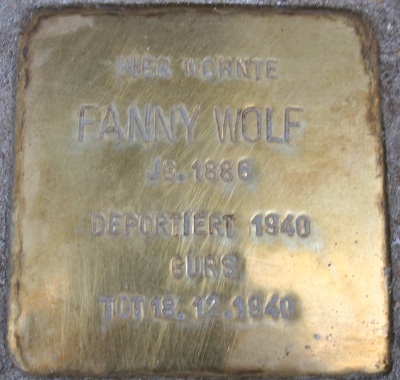 HIER WOHNTE
FANNY WOLF
JG. 1886
DEPORTIERT 1940
GURS
TOT 18.12.1940